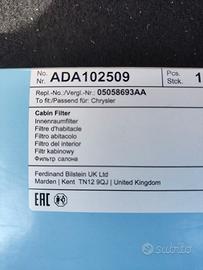 No. Nr. ADA102509 Pcs. Stck. 1
Repl.-No./Vergl.-Nr.: 05058693AA
To fit/Passend für: Chrysler
Cabin Filter
Innenraumfilter
Filtre d'habitacle
Filtro abitacolo
Filtro del interior
Filtr kabinowy
Фильтр салона
Ferdinand Bilstein UK Ltd
Marden | Kent TN12 9QJ | United Kingdom
EAC
subito